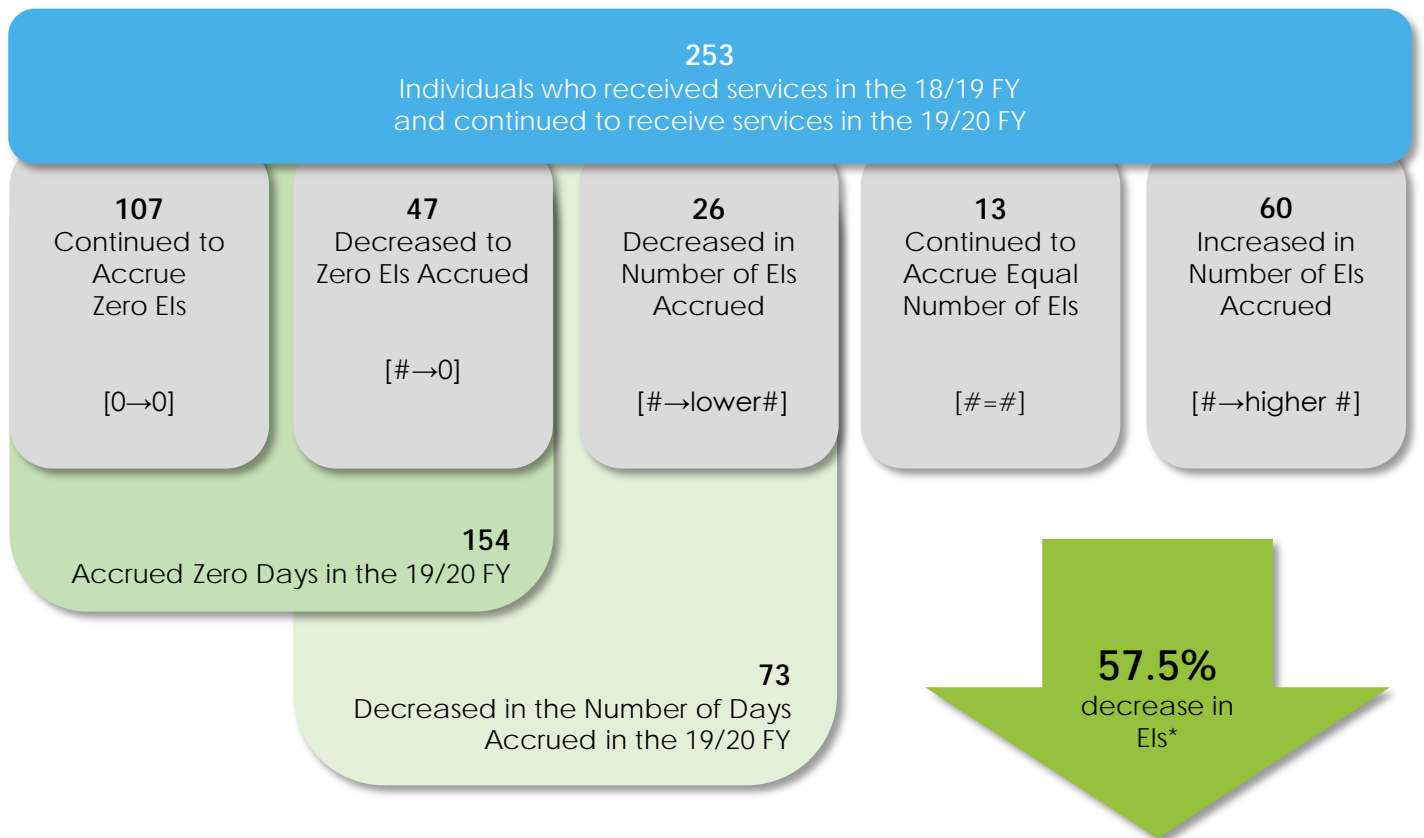 253
Individuals who received services in the 18/19 FY
and continued to receive services in the 19/20 FY
107
Continued to
Accrue
Zero EIs
[0→0]
47
Decreased to
Zero EIs Accrued
[#→0]
26
Decreased in
Number of EIs
Accrued
[#→lower#]
13
Continued to
Accrue Equal
Number of EIs
[#=#]
60
Increased in
Number of EIs
Accrued
[#→higher #]
154
Accrued Zero Days in the 19/20 FY
73
Decreased in the Number of Days
Accrued in the 19/20 FY
57.5%
decrease in
EIs*